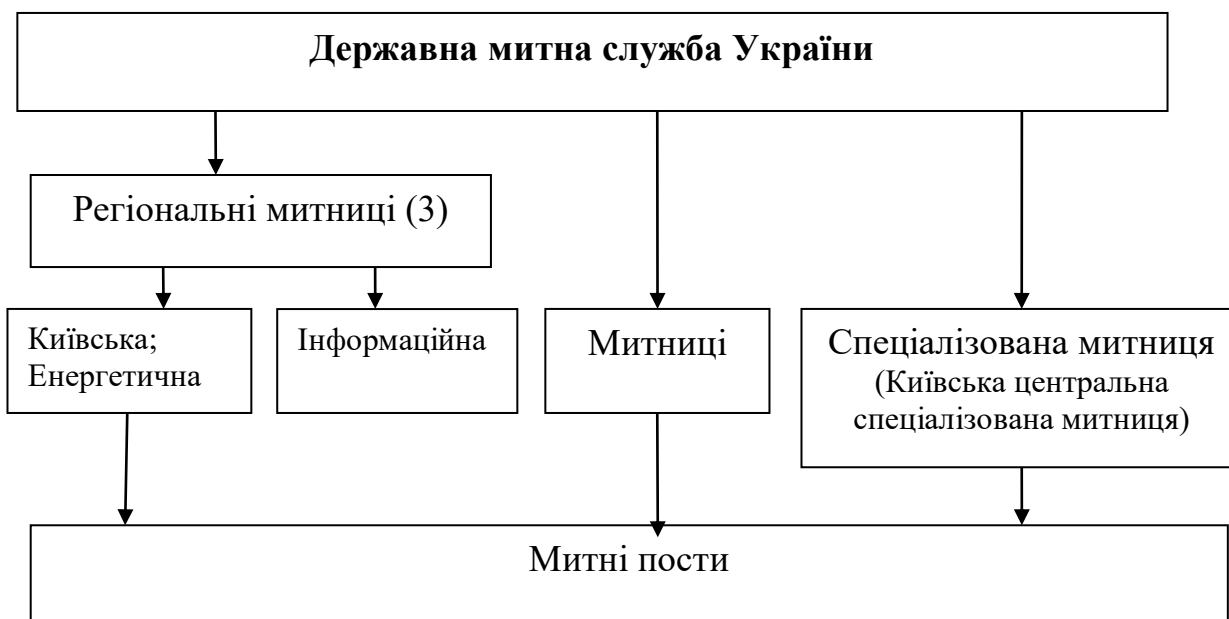 Державна митна служба України
Регіональні митниці (3)
Київська;
Енергетична
Інформаційна
Митниці
Спеціалізована митниця
(Київська центральна
спеціалізована митниця)
Митні пости